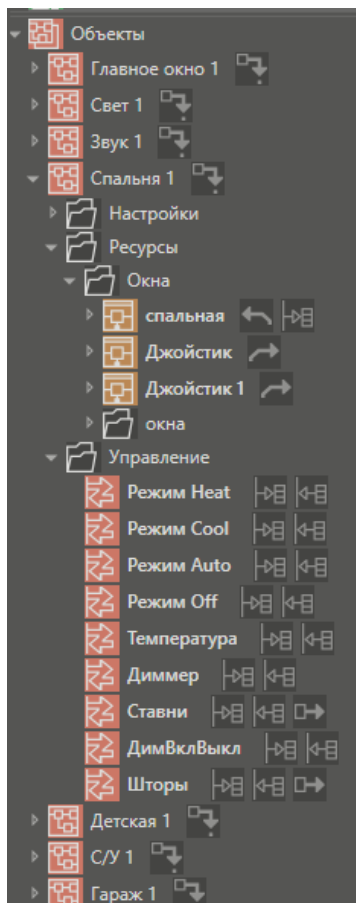 Объекты
Главное окно 1
Свет 1
Звук 1
Спальня 1
Настройки
Ресурсы
Окна
спальная
Джойстик
Джойстик 1
окна
Управление
Режим Heat
Режим Cool
Режим Auto
Режим Off
Температура
Диммер
Ставни
ДимВклВыкл
Шторы
Детская 1
С/У 1
Гараж 1